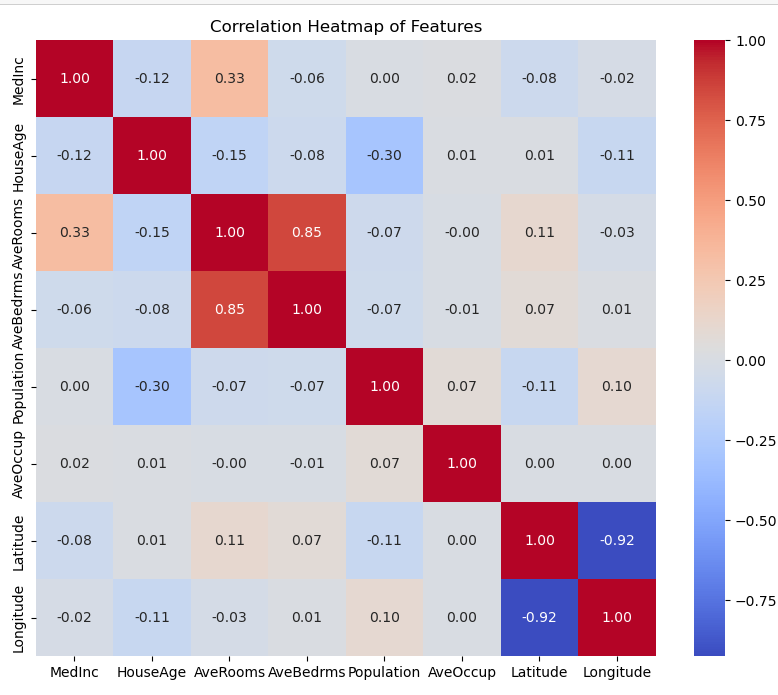 Correlation Heatmap of Features
MedInc 1.00 -0.12 0.33 -0.06 0.00 0.02 -0.08 -0.02
HouseAge -0.12 1.00 -0.15 -0.08 -0.30 0.01 0.01 -0.11
AveRooms 0.33 -0.15 1.00 0.85 -0.07 -0.00 0.11 -0.03
AveBedrms -0.06 -0.08 0.85 1.00 -0.07 -0.01 0.07 0.01
Population 0.00 -0.30 -0.07 -0.07 1.00 0.07 -0.11 0.10
AveOccup 0.02 0.01 -0.00 -0.01 0.07 1.00 0.00 0.00
Latitude -0.08 0.01 0.11 0.07 -0.11 0.00 1.00 -0.92
Longitude -0.02 -0.11 -0.03 0.01 0.10 0.00 -0.92 1.00
MedInc HouseAge AveRooms AveBedrms Population AveOccup Latitude Longitude
1.00
0.75
0.50
0.25
0.00
−0.25
−0.50
−0.75